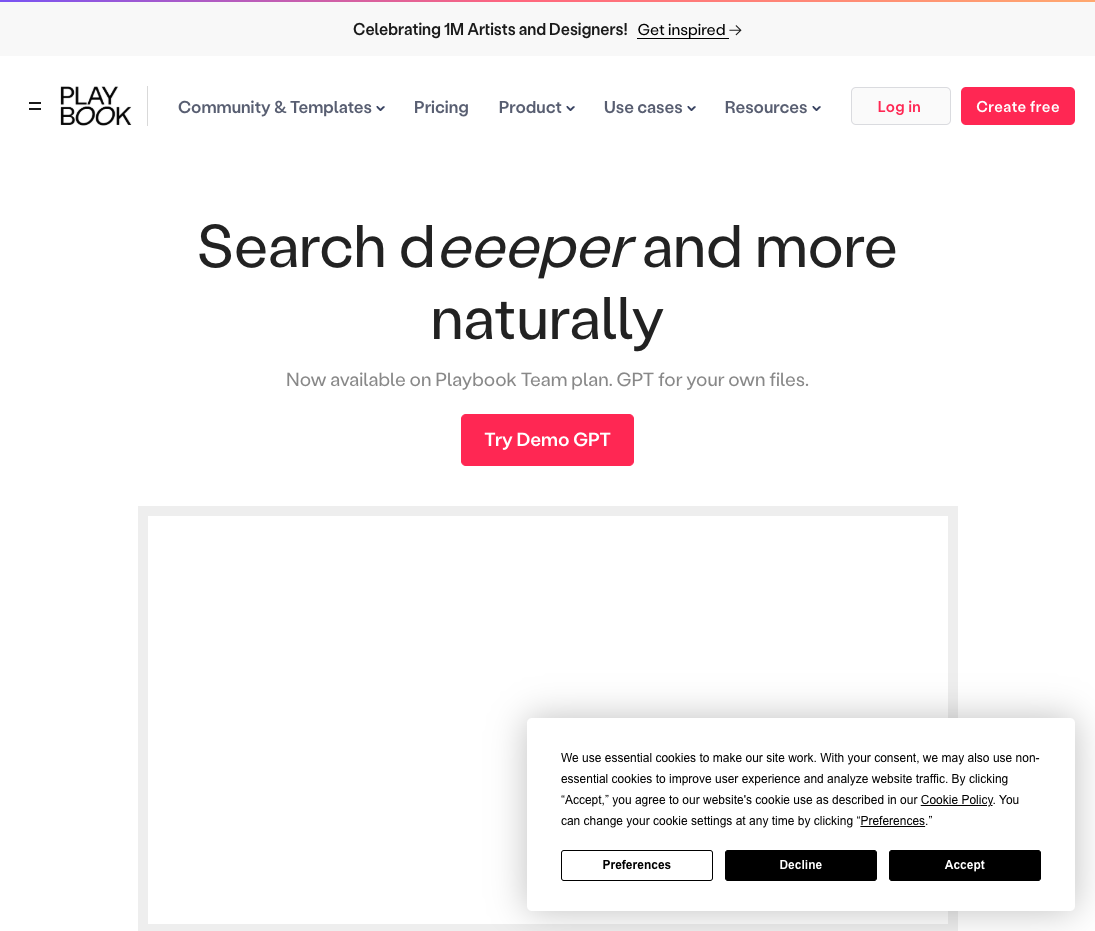 Celebrating 1M Artists and Designers! Get inspired →
PLAY
BOOK
Community & Templates Pricing Product Use cases Resources Log in Create free
Search deeeper and more
naturally
Now available on Playbook Team plan. GPT for your own files.
Try Demo GPT
We use essential cookies to make our site work. With your consent, we may also use non-
essential cookies to improve user experience and analyze website traffic. By clicking
“Accept,” you agree to our website's cookie use as described in our Cookie Policy. You
can change your cookie settings at any time by clicking “Preferences.”
Preferences Decline Accept